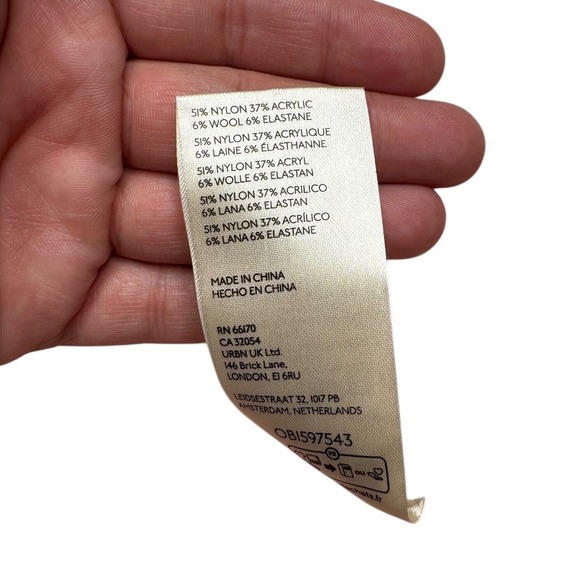 51% NYLON 37% ACRYLIC
6% WOOL 6% ELASTANE
51% NYLON 37% ACRYLIQUE
6% LAINE 6% ÉLASTHANNE
51% NYLON 37% ACRYL
6% WOLLE 6% ELASTAN
51% NYLON 37% ACRILICO
6% LANA 6% ELASTAN
51% NYLON 37% ACRÍLICO
6% LANA 6% ELASTANE
MADE IN CHINA
HECHO EN CHINA
RN 66170
CA 32054
URBN UK Ltd.
146 Brick Lane,
LONDON, E1 6RU
LEIDSESTRAAT 32, 1017 PB
AMSTERDAM, NETHERLANDS
OB1597543
FR
ou